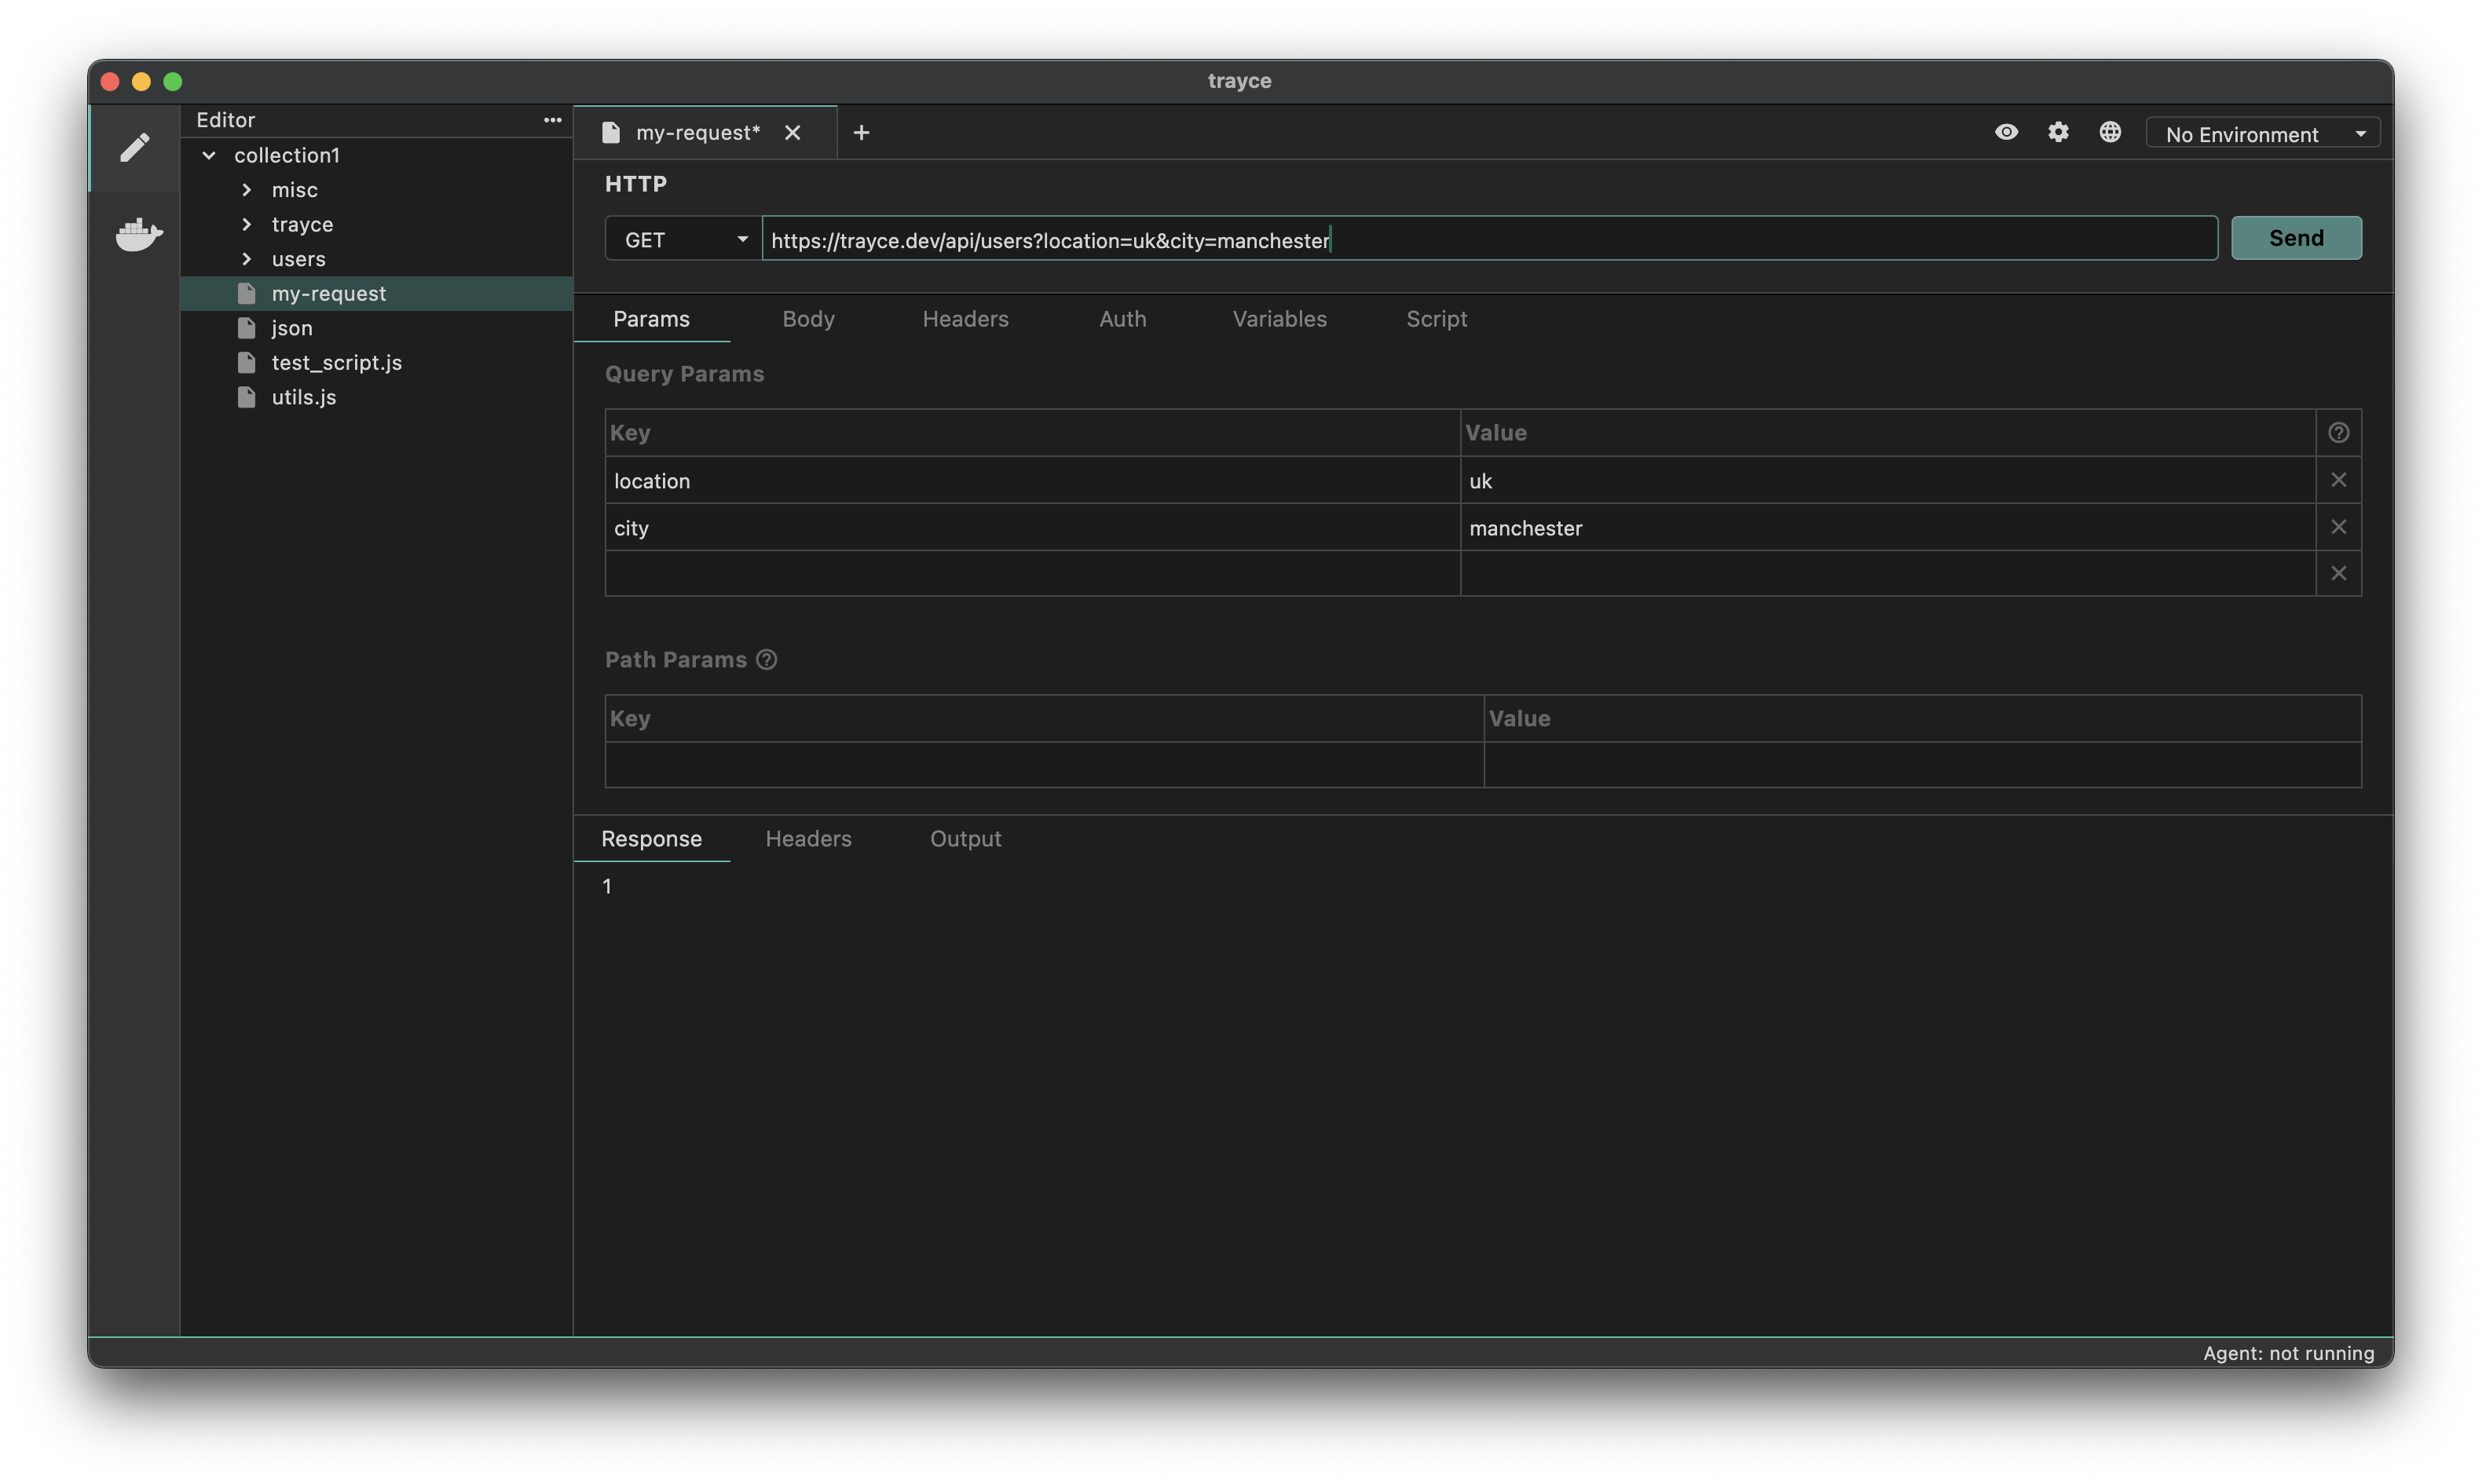 trayce
Editor
collection1
misc
trayce
users
my-request
json
test_script.js
utils.js
my-request*
No Environment
HTTP
GET
https://trayce.dev/api/users?location=uk&city=manchester
Send
Params Body Headers Auth Variables Script
Query Params
Key Value
location uk
city manchester
Path Params
Key Value
Response Headers Output
1
Agent: not running